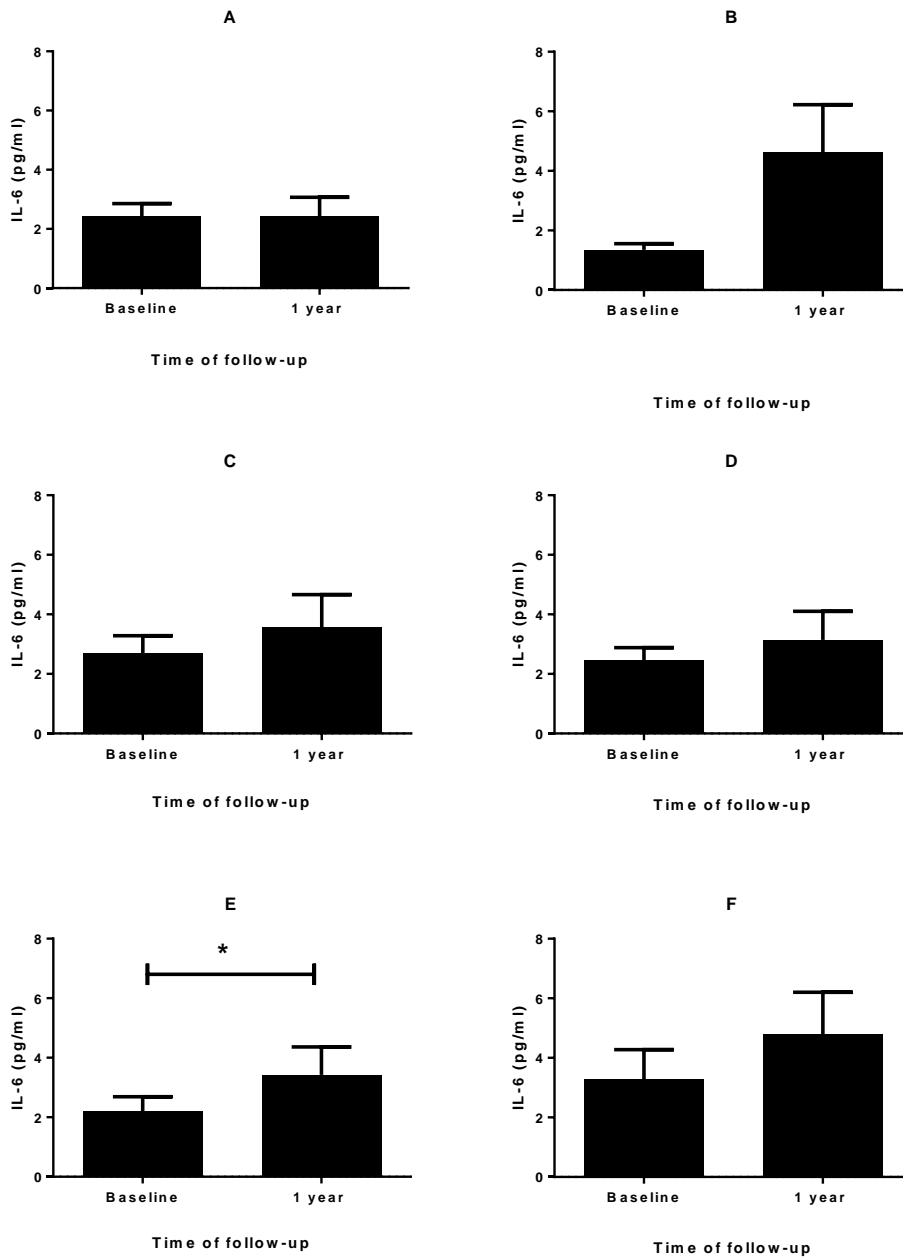 A
8
6
4
2
0
IL-6 (pg/ml)
Baseline 1 year
Time of follow-up
B
8
6
4
2
0
IL-6 (pg/ml)
Baseline 1 year
Time of follow-up
C
8
6
4
2
0
IL-6 (pg/ml)
Baseline 1 year
Time of follow-up
D
8
6
4
2
0
IL-6 (pg/ml)
Baseline 1 year
Time of follow-up
E
8
6
4
2
0
IL-6 (pg/ml)
*
Baseline 1 year
Time of follow-up
F
8
6
4
2
0
IL-6 (pg/ml)
Baseline 1 year
Time of follow-up